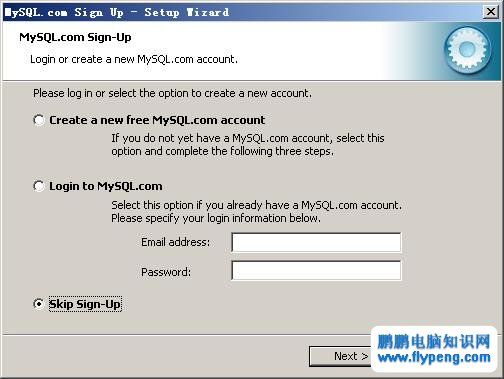 MySQL.com Sign Up - Setup Wizard
MySQL.com Sign-Up
Login or create a new MySQL.com account.
Please log in or select the option to create a new account.
Create a new free MySQL.com account
If you do not yet have a MySQL.com account, select this
option and complete the following three steps.
Login to MySQL.com
Select this option if you already have a MySQL.com account.
Please specify your login information below.
Email address:
Password:
Skip Sign-Up
Next >
鹏鹏电脑知识网
www.flypeng.com